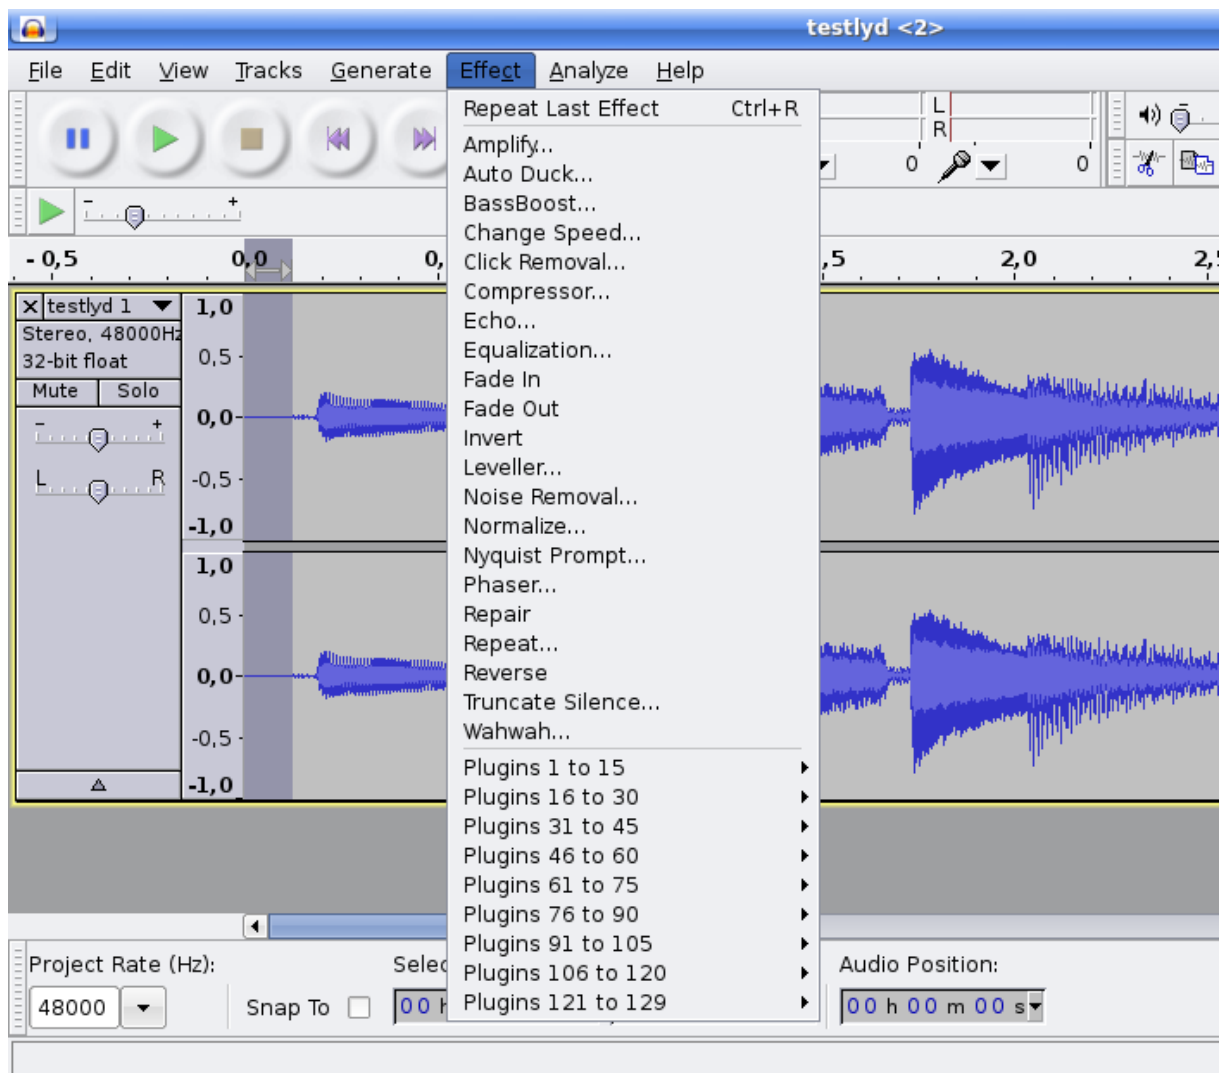 testlyd <2>
File Edit View Tracks Generate Effect Analyze Help
Repeat Last Effect Ctrl+R
Amplify...
Auto Duck...
BassBoost...
Change Speed...
Click Removal...
Compressor...
Echo...
Equalization...
Fade In
Fade Out
Invert
Leveller...
Noise Removal...
Normalize...
Nyquist Prompt...
Phaser...
Repair
Repeat...
Reverse
Truncate Silence...
Wahwah...
Plugins 1 to 15
Plugins 16 to 30
Plugins 31 to 45
Plugins 46 to 60
Plugins 61 to 75
Plugins 76 to 90
Plugins 91 to 105
Plugins 106 to 120
Plugins 121 to 129
L
R
0 0
- +
- 0,5 0,0 0, ,5 2,0 2,
x testlyd 1
Stereo, 48000Hz
32-bit float
Mute Solo
- +
L R
1,0
0,5
0,0
-0,5
-1,0
1,0
0,5
0,0
-0,5
-1,0
Project Rate (Hz):
48000
Snap To
Selec
00 h
Audio Position:
00 h 00 m 00 s